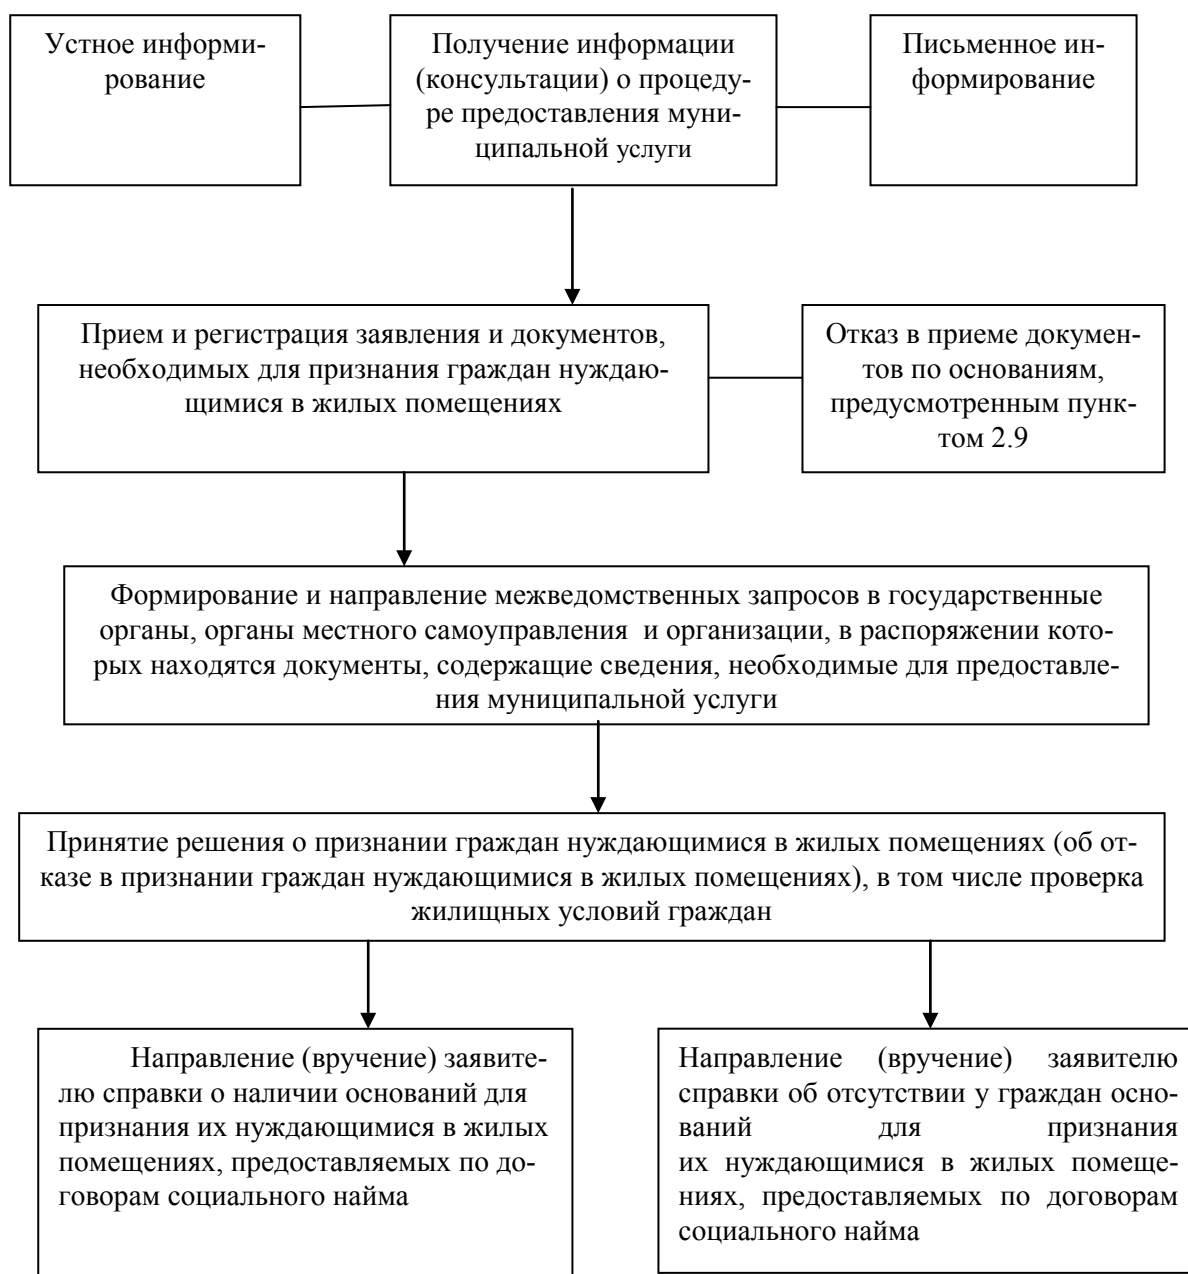 Устное информи-
рование
Получение информации
(консультации) о процеду-
ре предоставления муни-
ципальной услуги
Письменное ин-
формирование
Прием и регистрация заявления и документов,
необходимых для признания граждан нуждаю-
щимися в жилых помещениях
Отказ в приеме докумен-
тов по основаниям,
предусмотренным пунк-
том 2.9
Формирование и направление межведомственных запросов в государственные
органы, органы местного самоуправления и организации, в распоряжении кото-
рых находятся документы, содержащие сведения, необходимые для предоставле-
ния муниципальной услуги
Принятие решения о признании граждан нуждающимися в жилых помещениях (об от-
казе в признании граждан нуждающимися в жилых помещениях), в том числе проверка
жилищных условий граждан
Направление (вручение) заявите-
лю справки о наличии оснований для
признания их нуждающимися в жилых
помещениях, предоставляемых по до-
говорам социального найма
Направление (вручение) заявителю
справки об отсутствии у граждан осно-
ваний для признания
их нуждающимися в жилых помеще-
ниях, предоставляемых по договорам
социального найма